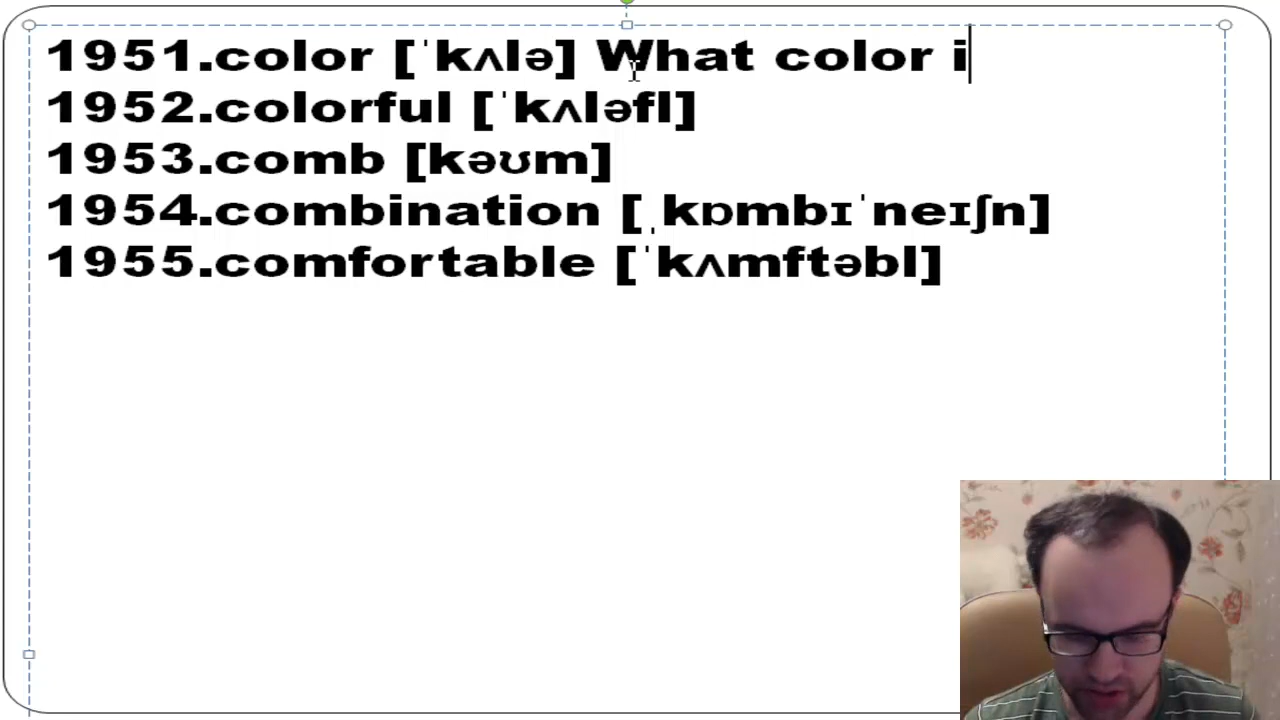 1951.color [ˈkʌlə] What color i
1952.colorful [ˈkʌləfl]
1953.comb [kəʊm]
1954.combination [ˌkɒmbɪˈneɪʃn]
1955.comfortable [ˈkʌmftəbl]